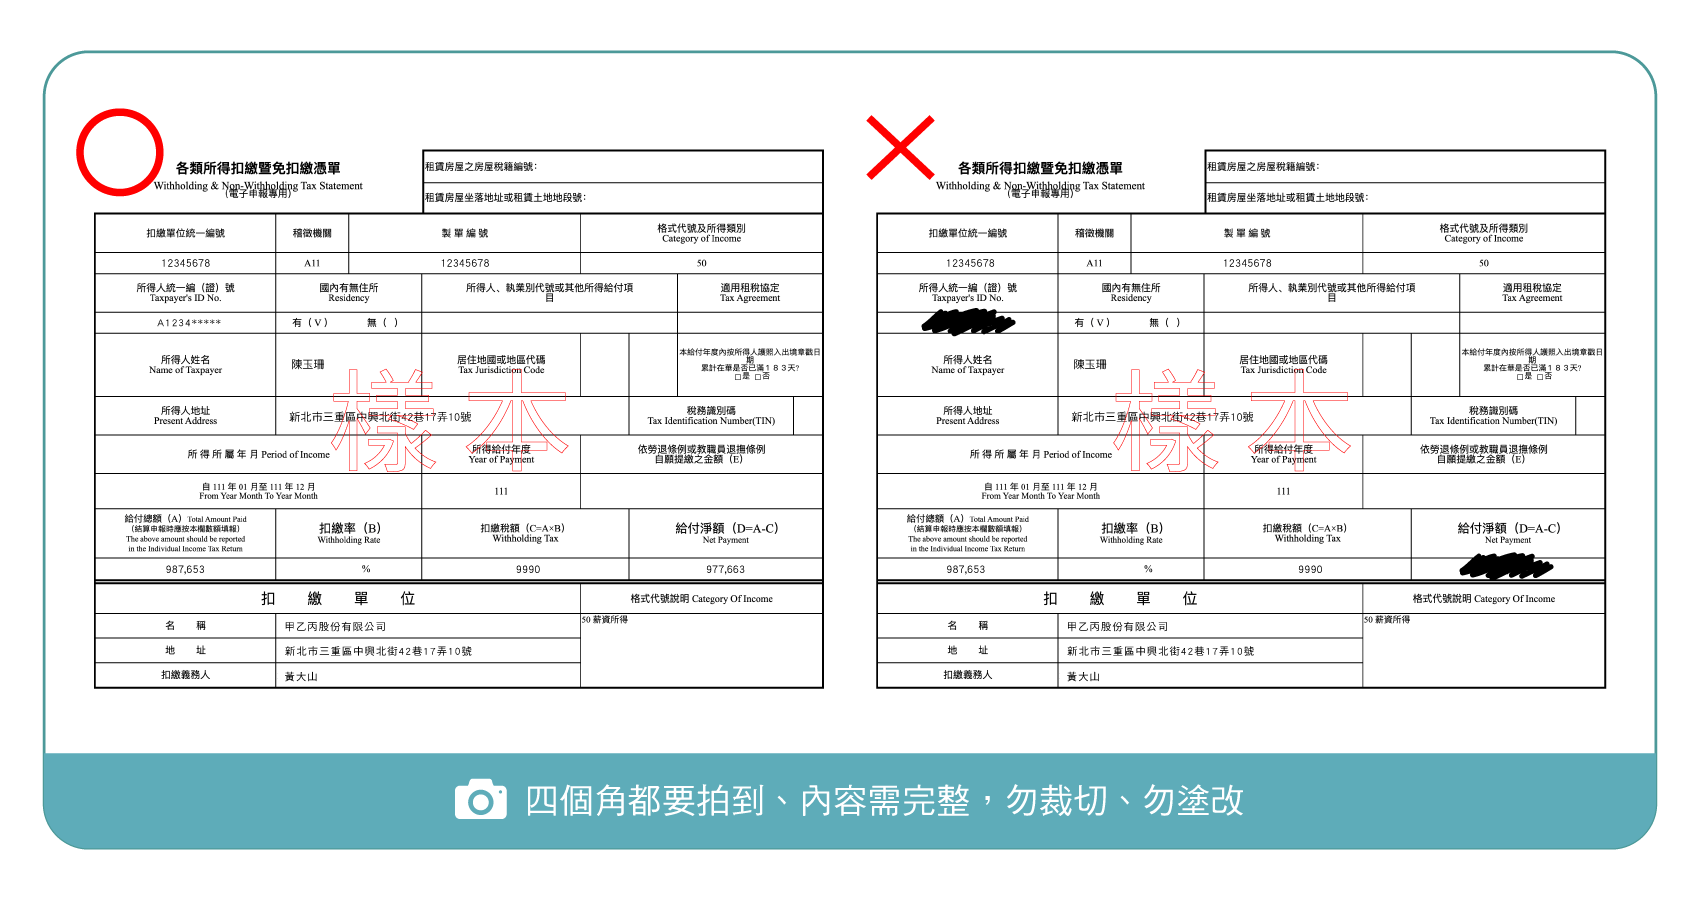 各類所得扣繳暨免扣繳憑單
Withholding & Non-Withholding Tax Statement
(電子申報專用)
租賃房屋之房屋稅籍編號:
租賃房屋坐落地址或租賃土地地段號:
扣繳單位統一編號 稽徵機關 製單編號 格式代號及所得類別
Category of Income
12345678 A11 12345678 50
所得人統一編(證)號 國內有無住所 所得人、執業別代號或其他所得給付項目 適用租稅協定
Taxpayer's ID No. Residency Tax Agreement
A1234***** 有(V) 無( )
所得人姓名 陳玉珊 居住地國或地區代碼 本給付年度內按所得人護照入出境章戳日期
Name of Taxpayer Tax Jurisdiction Code 累計在華是否已滿183天?
□是 □否
樣本
所得人地址 新北市三重區中興北街42巷17弄10號 稅務識別碼
Present Address Tax Identification Number(TIN)
所得所屬年月 Period of Income 所得給付年度 依勞退條例或教職員退撫條例
Year of Payment 自願提繳之金額(E)
自 111 年 01 月至 111 年 12 月 111
From Year Month To Year Month
給付總額(A) Total Amount Paid 扣繳率(B) 扣繳稅額(C=A×B) 給付淨額(D=A-C)
(結算申報時應按本欄數額填報) Withholding Rate Withholding Tax Net Payment
The above amount should be reported
in the Individual Income Tax Return
987,653 % 9990 977,663
扣繳單位 格式代號說明 Category Of Income
名稱 甲乙丙股份有限公司 50 薪資所得
地址 新北市三重區中興北街42巷17弄10號
扣繳義務人 黃大山
各類所得扣繳暨免扣繳憑單
Withholding & Non-Withholding Tax Statement
(電子申報專用)
租賃房屋之房屋稅籍編號:
租賃房屋坐落地址或租賃土地地段號:
扣繳單位統一編號 稽徵機關 製單編號 格式代號及所得類別
Category of Income
12345678 A11 12345678 50
所得人統一編(證)號 國內有無住所 所得人、執業別代號或其他所得給付項目 適用租稅協定
Taxpayer's ID No. Residency Tax Agreement
有(V) 無( )
所得人姓名 陳玉珊 居住地國或地區代碼 本給付年度內按所得人護照入出境章戳日期
Name of Taxpayer Tax Jurisdiction Code 累計在華是否已滿183天?
□是 □否
樣本
所得人地址 新北市三重區中興北街42巷17弄10號 稅務識別碼
Present Address Tax Identification Number(TIN)
所得所屬年月 Period of Income 所得給付年度 依勞退條例或教職員退撫條例
Year of Payment 自願提繳之金額(E)
自 111 年 01 月至 111 年 12 月 111
From Year Month To Year Month
給付總額(A) Total Amount Paid 扣繳率(B) 扣繳稅額(C=A×B) 給付淨額(D=A-C)
(結算申報時應按本欄數額填報) Withholding Rate Withholding Tax Net Payment
The above amount should be reported
in the Individual Income Tax Return
987,653 % 9990
扣繳單位 格式代號說明 Category Of Income
名稱 甲乙丙股份有限公司 50 薪資所得
地址 新北市三重區中興北街42巷17弄10號
扣繳義務人 黃大山
四個角都要拍到、內容需完整,勿裁切、勿塗改